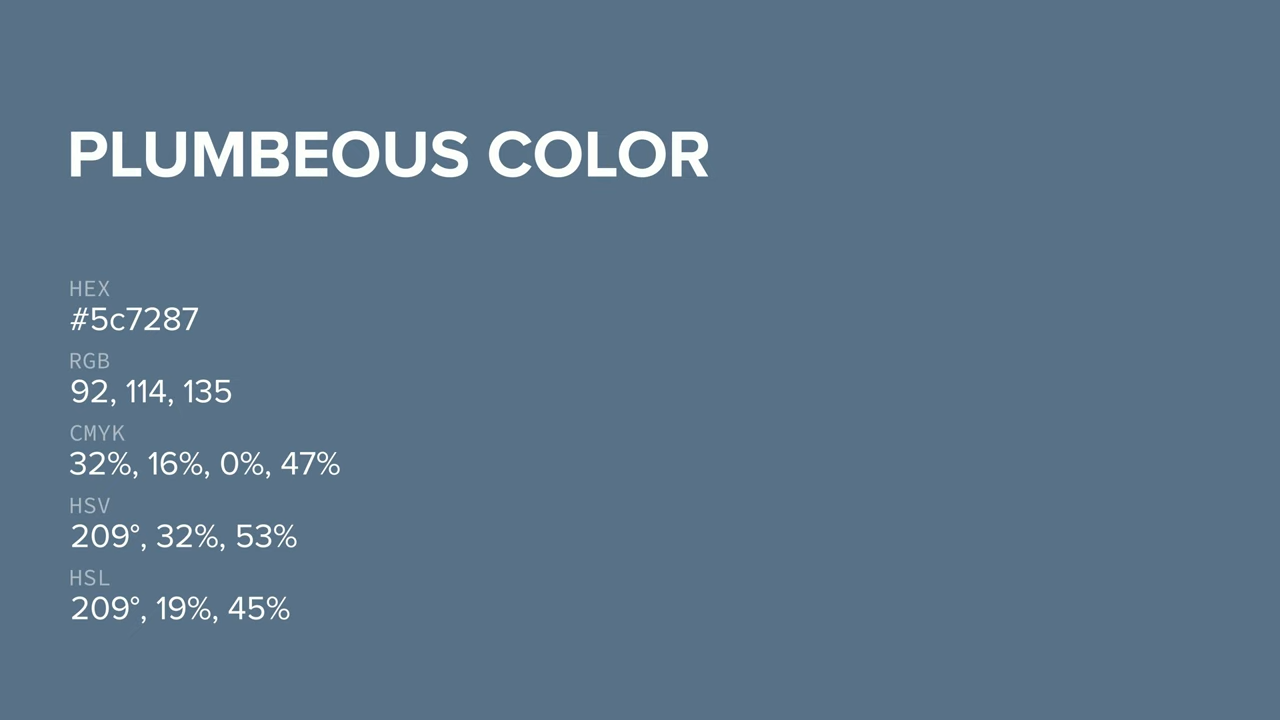 PLUMBEOUS COLOR
HEX
#5c7287
RGB
92, 114, 135
CMYK
32%, 16%, 0%, 47%
HSV
209°, 32%, 53%
HSL
209°, 19%, 45%